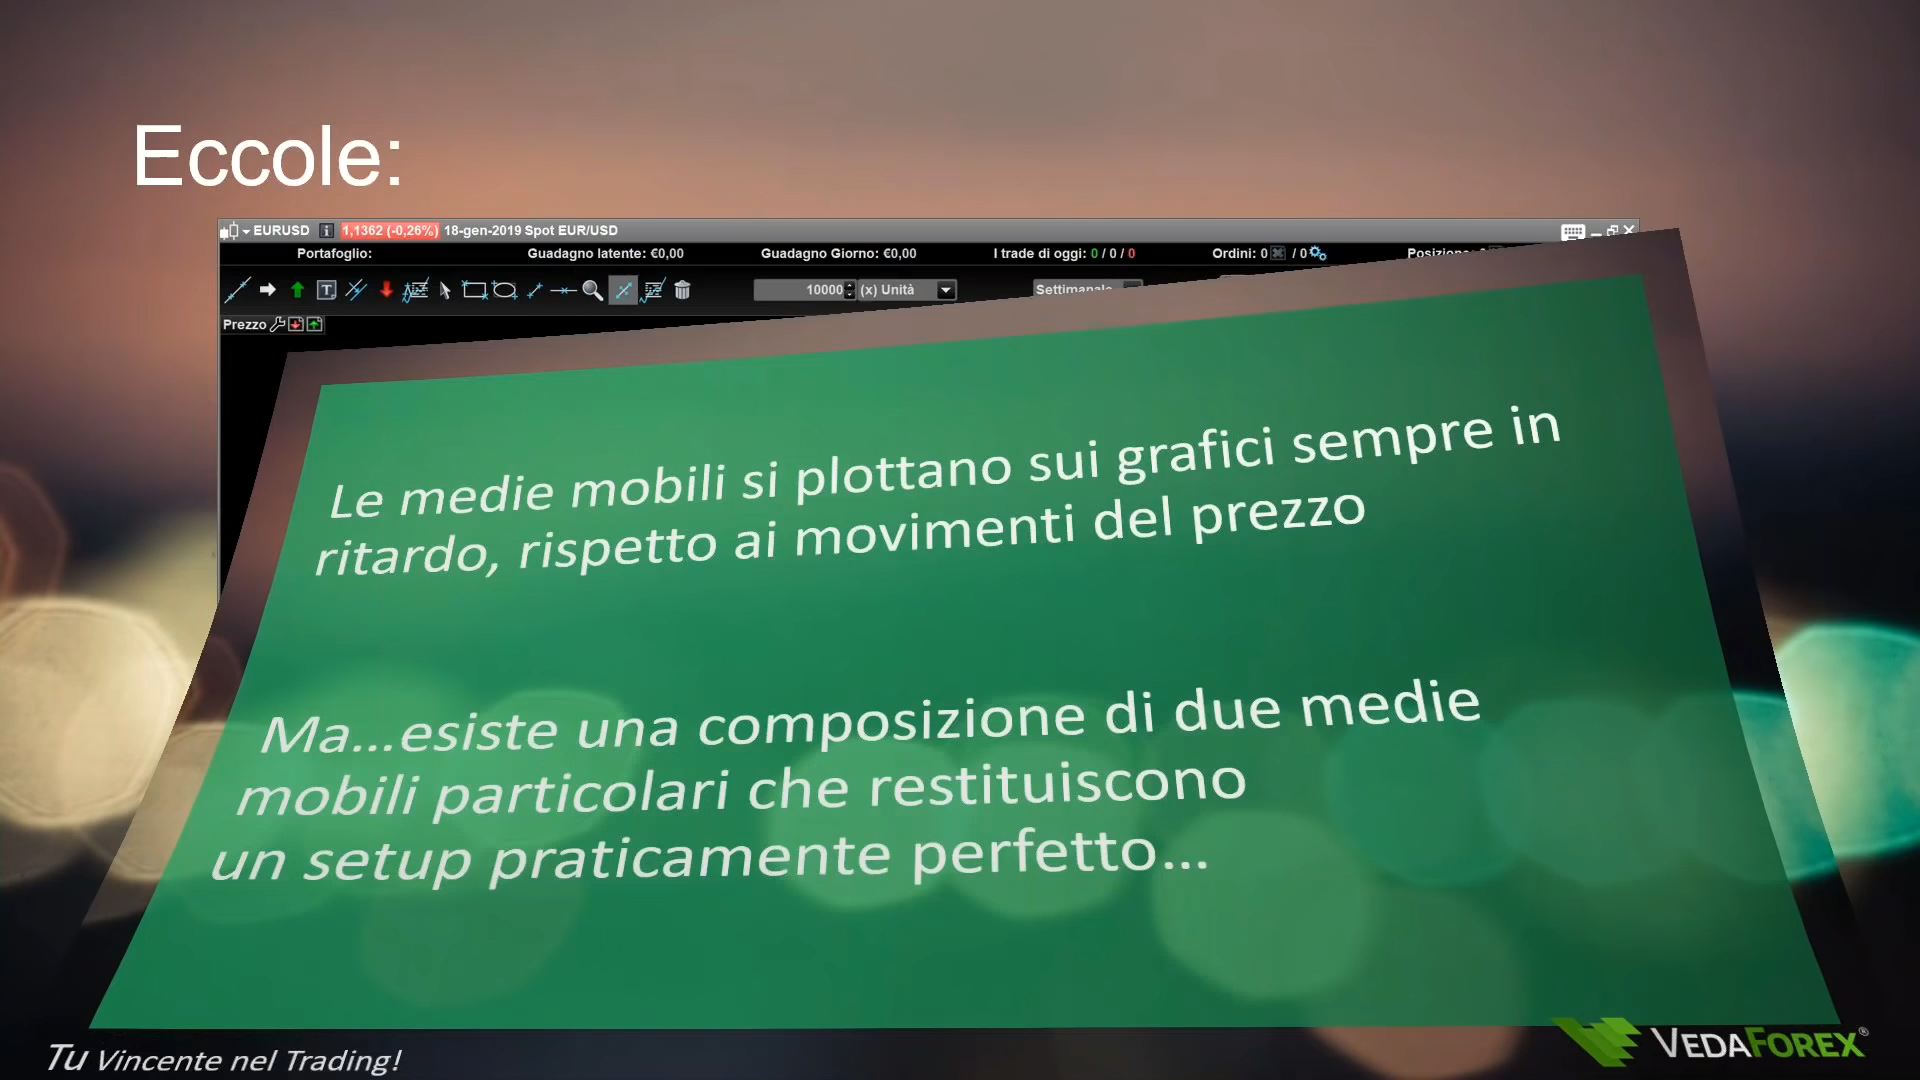 Eccole:
EURUSD 1,1362 (-0,26%) 18-gen-2019 Spot EUR/USD
Portafoglio: Guadagno latente: €0,00 Guadagno Giorno: €0,00 I trade di oggi: 0 / 0 / 0 Ordini: 0 / 0
10000 (x) Unità Settimanale
Prezzo
Le medie mobili si plottano sui grafici sempre in
ritardo, rispetto ai movimenti del prezzo
Ma...esiste una composizione di due medie
mobili particolari che restituiscono
un setup praticamente perfetto...
Tu Vincente nel Trading!
VEDAFOREX®